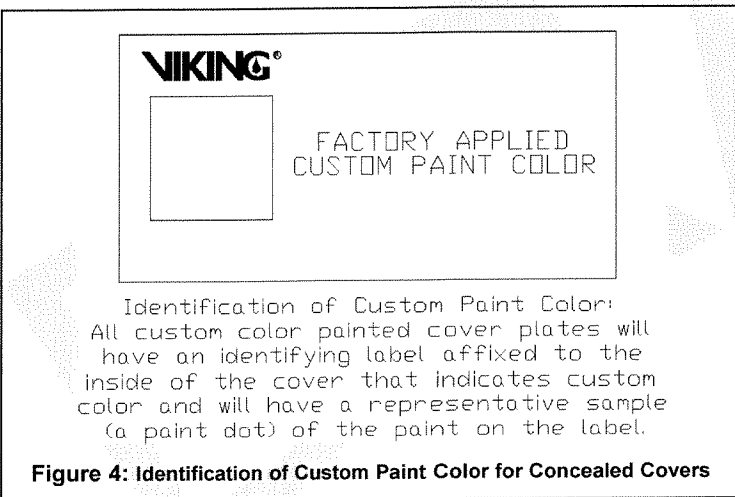 VIKING®
FACTORY APPLIED
CUSTOM PAINT COLOR
Identification of Custom Paint Color:
All custom color painted cover plates will
have an identifying label affixed to the
inside of the cover that indicates custom
color and will have a representative sample
(a paint dot) of the paint on the label.
Figure 4: Identification of Custom Paint Color for Concealed Covers